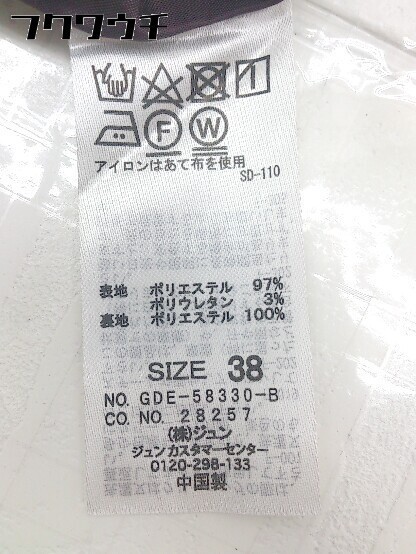 フクワウチ
F W
アイロンはあて布を使用
SD-110
表地 ポリエステル 97%
ポリウレタン 3%
裏地 ポリエステル 100%
SIZE 38
NO. GDE-58330-B
CO. NO. 28257
(株)ジュン
ジュンカスタマーセンター
0120-298-133
中国製